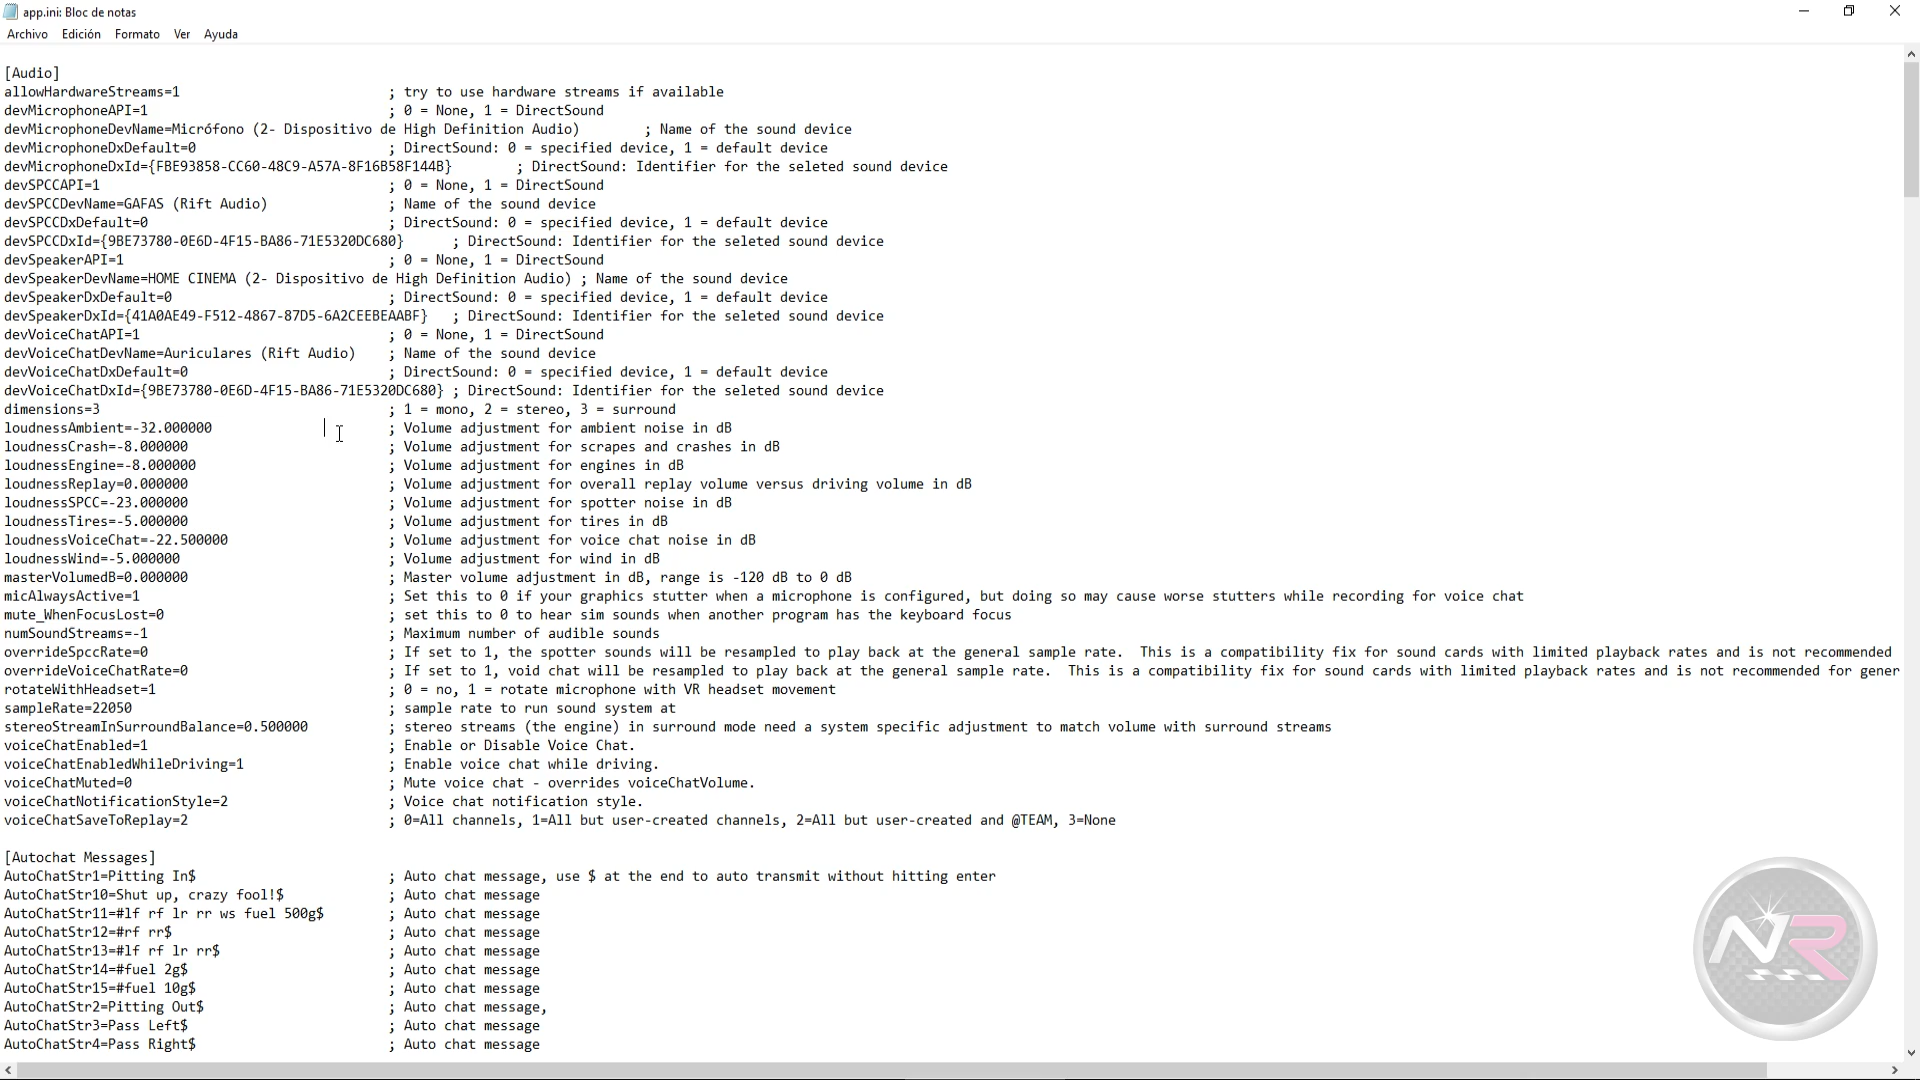 app.ini: Bloc de notas
Archivo Edición Formato Ver Ayuda
[Audio]
allowHardwareStreams=1 ; try to use hardware streams if available
devMicrophoneAPI=1 ; 0 = None, 1 = DirectSound
devMicrophoneDevName=Micrófono (2- Dispositivo de High Definition Audio) ; Name of the sound device
devMicrophoneDxDefault=0 ; DirectSound: 0 = specified device, 1 = default device
devMicrophoneDxId={FBE93858-CC60-48C9-A57A-8F16B58F144B} ; DirectSound: Identifier for the seleted sound device
devSPCCAPI=1 ; 0 = None, 1 = DirectSound
devSPCCDevName=GAFAS (Rift Audio) ; Name of the sound device
devSPCCDxDefault=0 ; DirectSound: 0 = specified device, 1 = default device
devSPCCDxId={9BE73780-0E6D-4F15-BA86-71E5320DC680} ; DirectSound: Identifier for the seleted sound device
devSpeakerAPI=1 ; 0 = None, 1 = DirectSound
devSpeakerDevName=HOME CINEMA (2- Dispositivo de High Definition Audio) ; Name of the sound device
devSpeakerDxDefault=0 ; DirectSound: 0 = specified device, 1 = default device
devSpeakerDxId={41A0AE49-F512-4867-87D5-6A2CEEBEAABF} ; DirectSound: Identifier for the seleted sound device
devVoiceChatAPI=1 ; 0 = None, 1 = DirectSound
devVoiceChatDevName=Auriculares (Rift Audio) ; Name of the sound device
devVoiceChatDxDefault=0 ; DirectSound: 0 = specified device, 1 = default device
devVoiceChatDxId={9BE73780-0E6D-4F15-BA86-71E5320DC680} ; DirectSound: Identifier for the seleted sound device
dimensions=3 ; 1 = mono, 2 = stereo, 3 = surround
loudnessAmbient=-32.000000 ; Volume adjustment for ambient noise in dB
loudnessCrash=-8.000000 ; Volume adjustment for scrapes and crashes in dB
loudnessEngine=-8.000000 ; Volume adjustment for engines in dB
loudnessReplay=0.000000 ; Volume adjustment for overall replay volume versus driving volume in dB
loudnessSPCC=-23.000000 ; Volume adjustment for spotter noise in dB
loudnessTires=-5.000000 ; Volume adjustment for tires in dB
loudnessVoiceChat=-22.500000 ; Volume adjustment for voice chat noise in dB
loudnessWind=-5.000000 ; Volume adjustment for wind in dB
masterVolumedB=0.000000 ; Master volume adjustment in dB, range is -120 dB to 0 dB
micAlwaysActive=1 ; Set this to 0 if your graphics stutter when a microphone is configured, but doing so may cause worse stutters while recording for voice chat
mute_WhenFocusLost=0 ; set this to 0 to hear sim sounds when another program has the keyboard focus
numSoundStreams=-1 ; Maximum number of audible sounds
overrideSpccRate=0 ; If set to 1, the spotter sounds will be resampled to play back at the general sample rate. This is a compatibility fix for sound cards with limited playback rates and is not recommended
overrideVoiceChatRate=0 ; If set to 1, void chat will be resampled to play back at the general sample rate. This is a compatibility fix for sound cards with limited playback rates and is not recommended for gener
rotateWithHeadset=1 ; 0 = no, 1 = rotate microphone with VR headset movement
sampleRate=22050 ; sample rate to run sound system at
stereoStreamInSurroundBalance=0.500000 ; stereo streams (the engine) in surround mode need a system specific adjustment to match volume with surround streams
voiceChatEnabled=1 ; Enable or Disable Voice Chat.
voiceChatEnabledWhileDriving=1 ; Enable voice chat while driving.
voiceChatMuted=0 ; Mute voice chat - overrides voiceChatVolume.
voiceChatNotificationStyle=2 ; Voice chat notification style.
voiceChatSaveToReplay=2 ; 0=All channels, 1=All but user-created channels, 2=All but user-created and @TEAM, 3=None
[Autochat Messages]
AutoChatStr1=Pitting In$ ; Auto chat message, use $ at the end to auto transmit without hitting enter
AutoChatStr10=Shut up, crazy fool!$ ; Auto chat message
AutoChatStr11=#lf rf lr rr ws fuel 500g$ ; Auto chat message
AutoChatStr12=#rf rr$ ; Auto chat message
AutoChatStr13=#lf rf lr rr$ ; Auto chat message
AutoChatStr14=#fuel 2g$ ; Auto chat message
AutoChatStr15=#fuel 10g$ ; Auto chat message
AutoChatStr2=Pitting Out$ ; Auto chat message,
AutoChatStr3=Pass Left$ ; Auto chat message
AutoChatStr4=Pass Right$ ; Auto chat message
NR